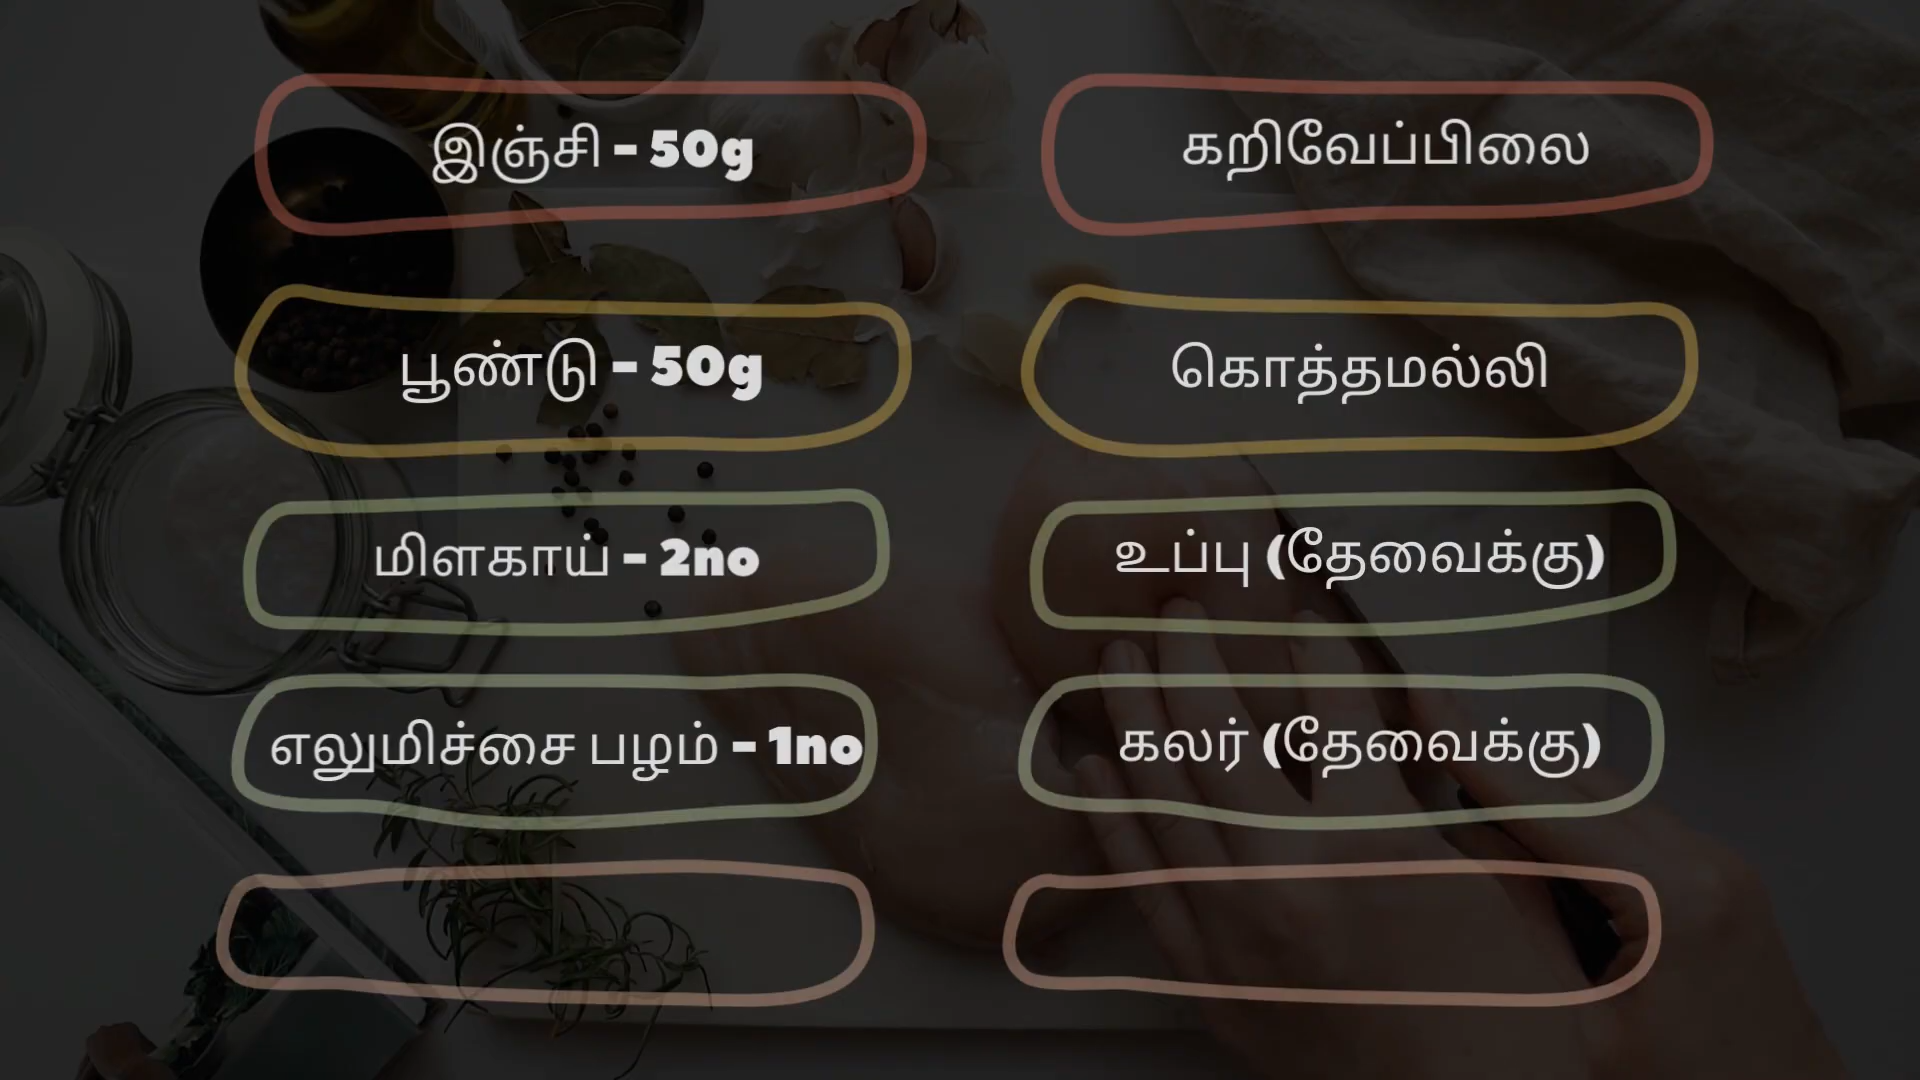 இஞ்சி - 50g
கறிவேப்பிலை
பூண்டு - 50g
கொத்தமல்லி
மிளகாய் - 2no
உப்பு (தேவைக்கு)
எலுமிச்சை பழம் - 1no
கலர் (தேவைக்கு)